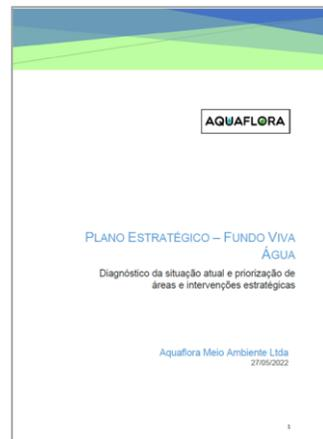 AQUAFLORA
PLANO ESTRATÉGICO – FUNDO VIVA
ÁGUA
Diagnóstico da situação atual e priorização de
áreas e intervenções estratégicas
Aquaflora Meio Ambiente Ltda
27/05/2022
1